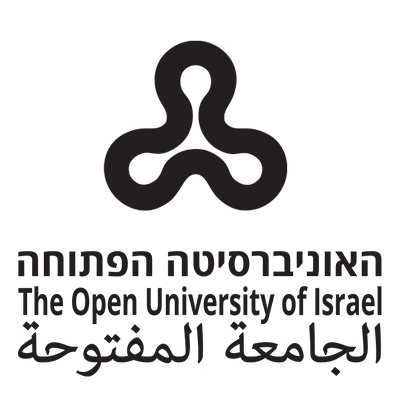 האוניברסיטה הפתוחה
The Open University of Israel
الجامعة المفتوحة